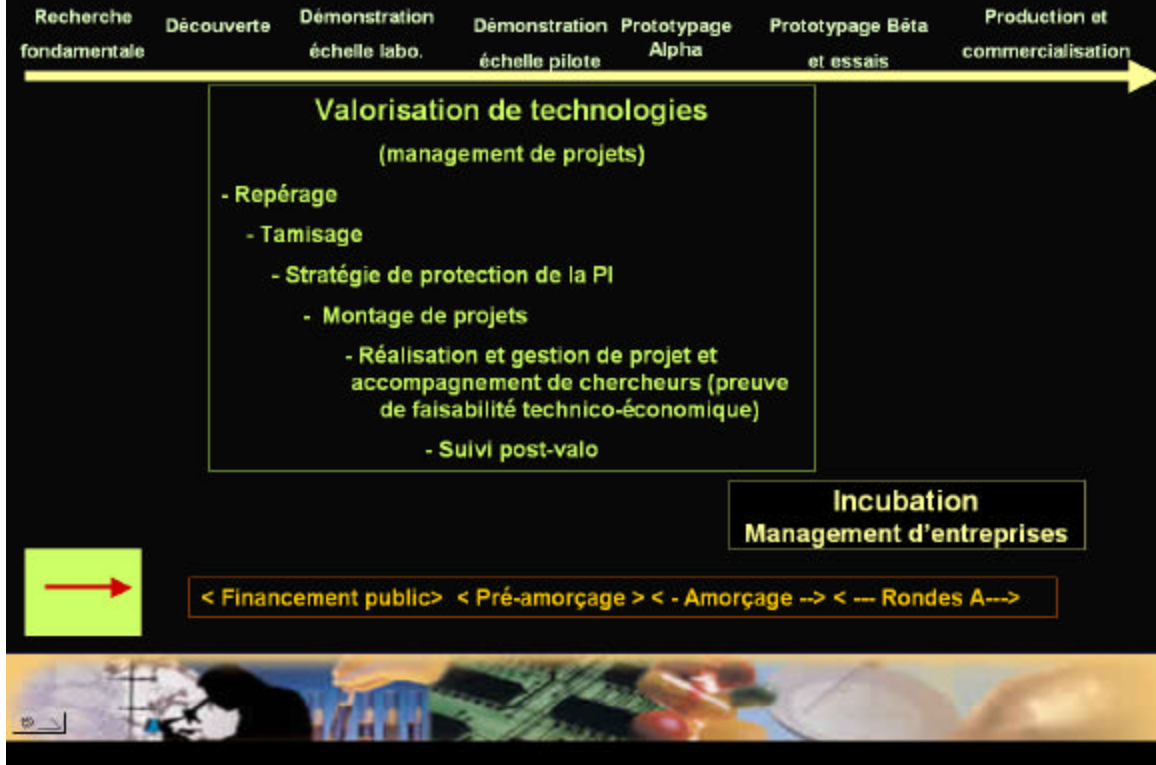 Recherche
fondamentale
Découverte
Démonstration
échelle labo.
Démonstration
échelle pilote
Prototypage
Alpha
Prototypage Bêta
et essais
Production et
commercialisation
Valorisation de technologies
(management de projets)
- Repérage
- Tamisage
- Stratégie de protection de la PI
- Montage de projets
- Réalisation et gestion de projet et
accompagnement de chercheurs (preuve
de faisabilité technico-économique)
- Suivi post-valo
Incubation
Management d'entreprises
< Financement public> < Pré-amorçage > < - Amorçage --> < --- Rondes A--->